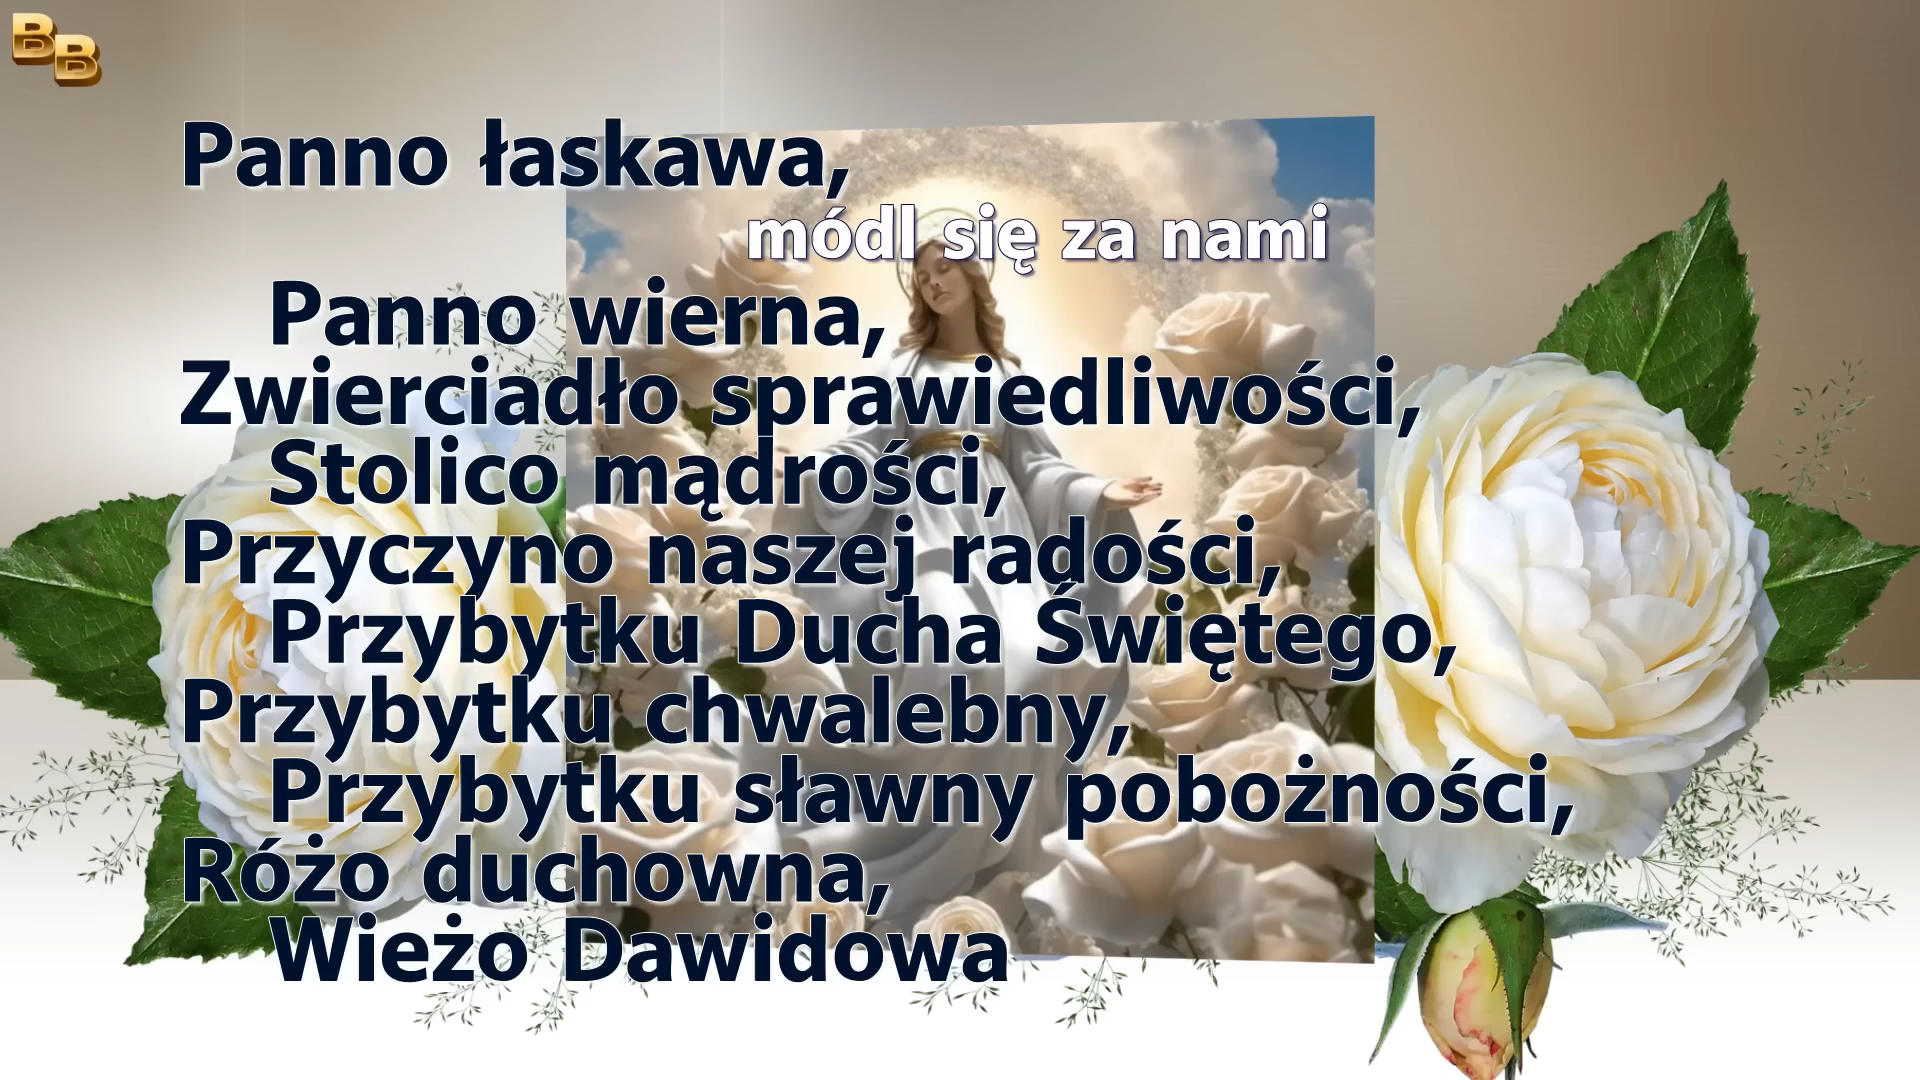 BB
Panno łaskawa,
módl się za nami
Panno wierna,
Zwierciadło sprawiedliwości,
Stolico mądrości,
Przyczyno naszej radości,
Przybytku Ducha Świętego,
Przybytku chwalebny,
Przybytku sławny pobożności,
Różo duchowna,
Wieżo Dawidowa